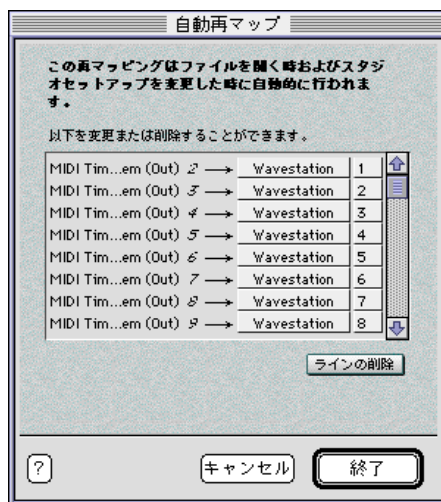 自動再マップ
この再マッピングはファイルを開く時およびスタジ
オセットアップを変更した時に自動的に行われま
す。
以下を変更または削除することができます。
MIDI Tim...em (Out) 2 → Wavestation 1
MIDI Tim...em (Out) 3 → Wavestation 2
MIDI Tim...em (Out) 4 → Wavestation 3
MIDI Tim...em (Out) 5 → Wavestation 4
MIDI Tim...em (Out) 6 → Wavestation 5
MIDI Tim...em (Out) 7 → Wavestation 6
MIDI Tim...em (Out) 8 → Wavestation 7
MIDI Tim...em (Out) 9 → Wavestation 8
ラインの削除
? キャンセル 終了